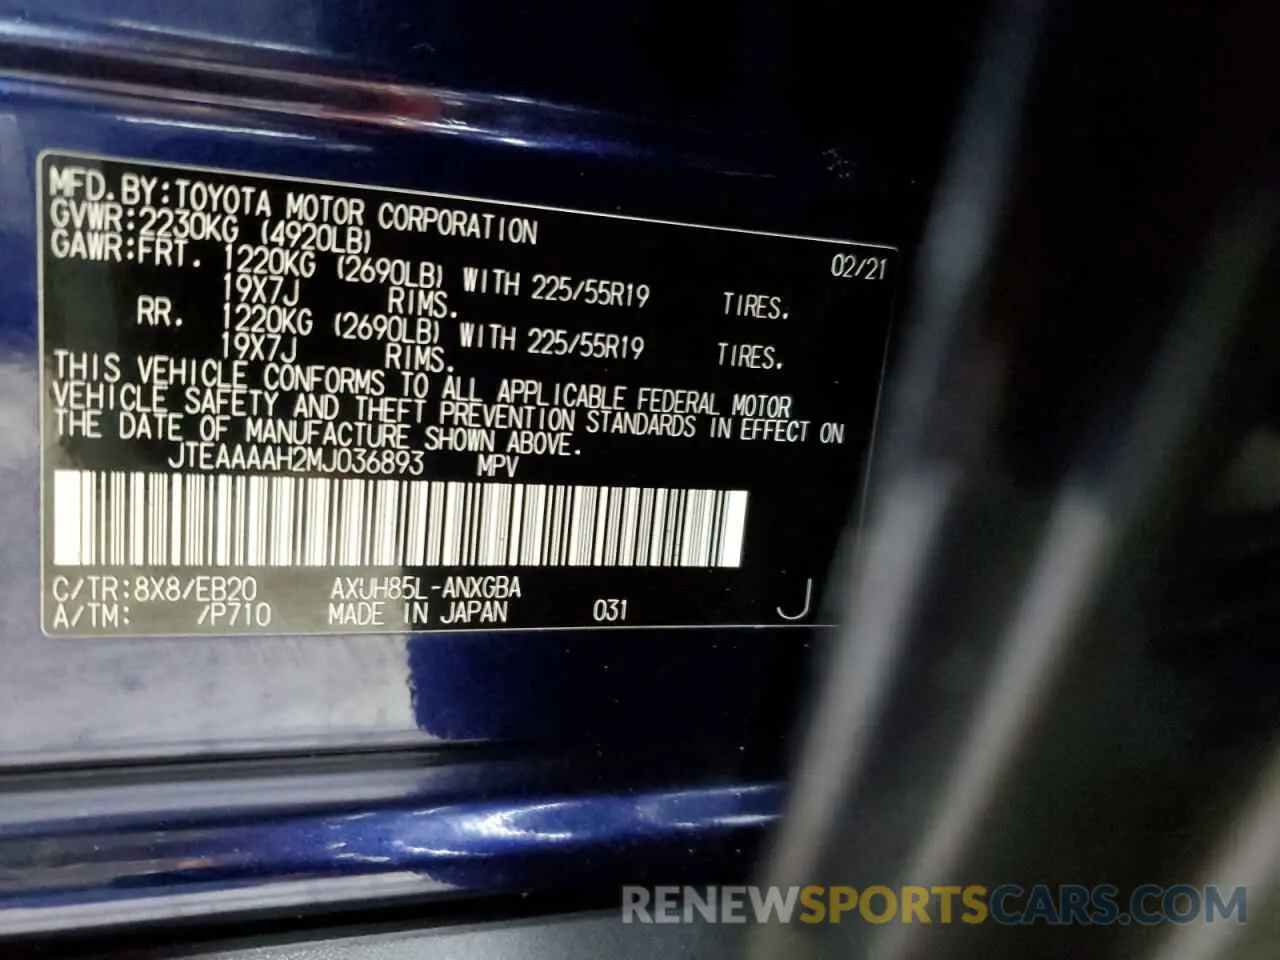 MFD. BY:TOYOTA MOTOR CORPORATION 02/21
GVWR:2230KG (4920LB)
GAWR:FRT. 1220KG (2690LB) WITH 225/55R19 TIRES.
19X7J RIMS.
RR. 1220KG (2690LB) WITH 225/55R19 TIRES.
19X7J RIMS.
THIS VEHICLE CONFORMS TO ALL APPLICABLE FEDERAL MOTOR
VEHICLE SAFETY AND THEFT PREVENTION STANDARDS IN EFFECT ON
THE DATE OF MANUFACTURE SHOWN ABOVE.
JTEAAAAH2MJ036893 MPV
C/TR:8X8/EB20 AXUH85L-ANXGBA
A/TM: /P710 MADE IN JAPAN 031 J
RENEWSPORTSCARS.COM